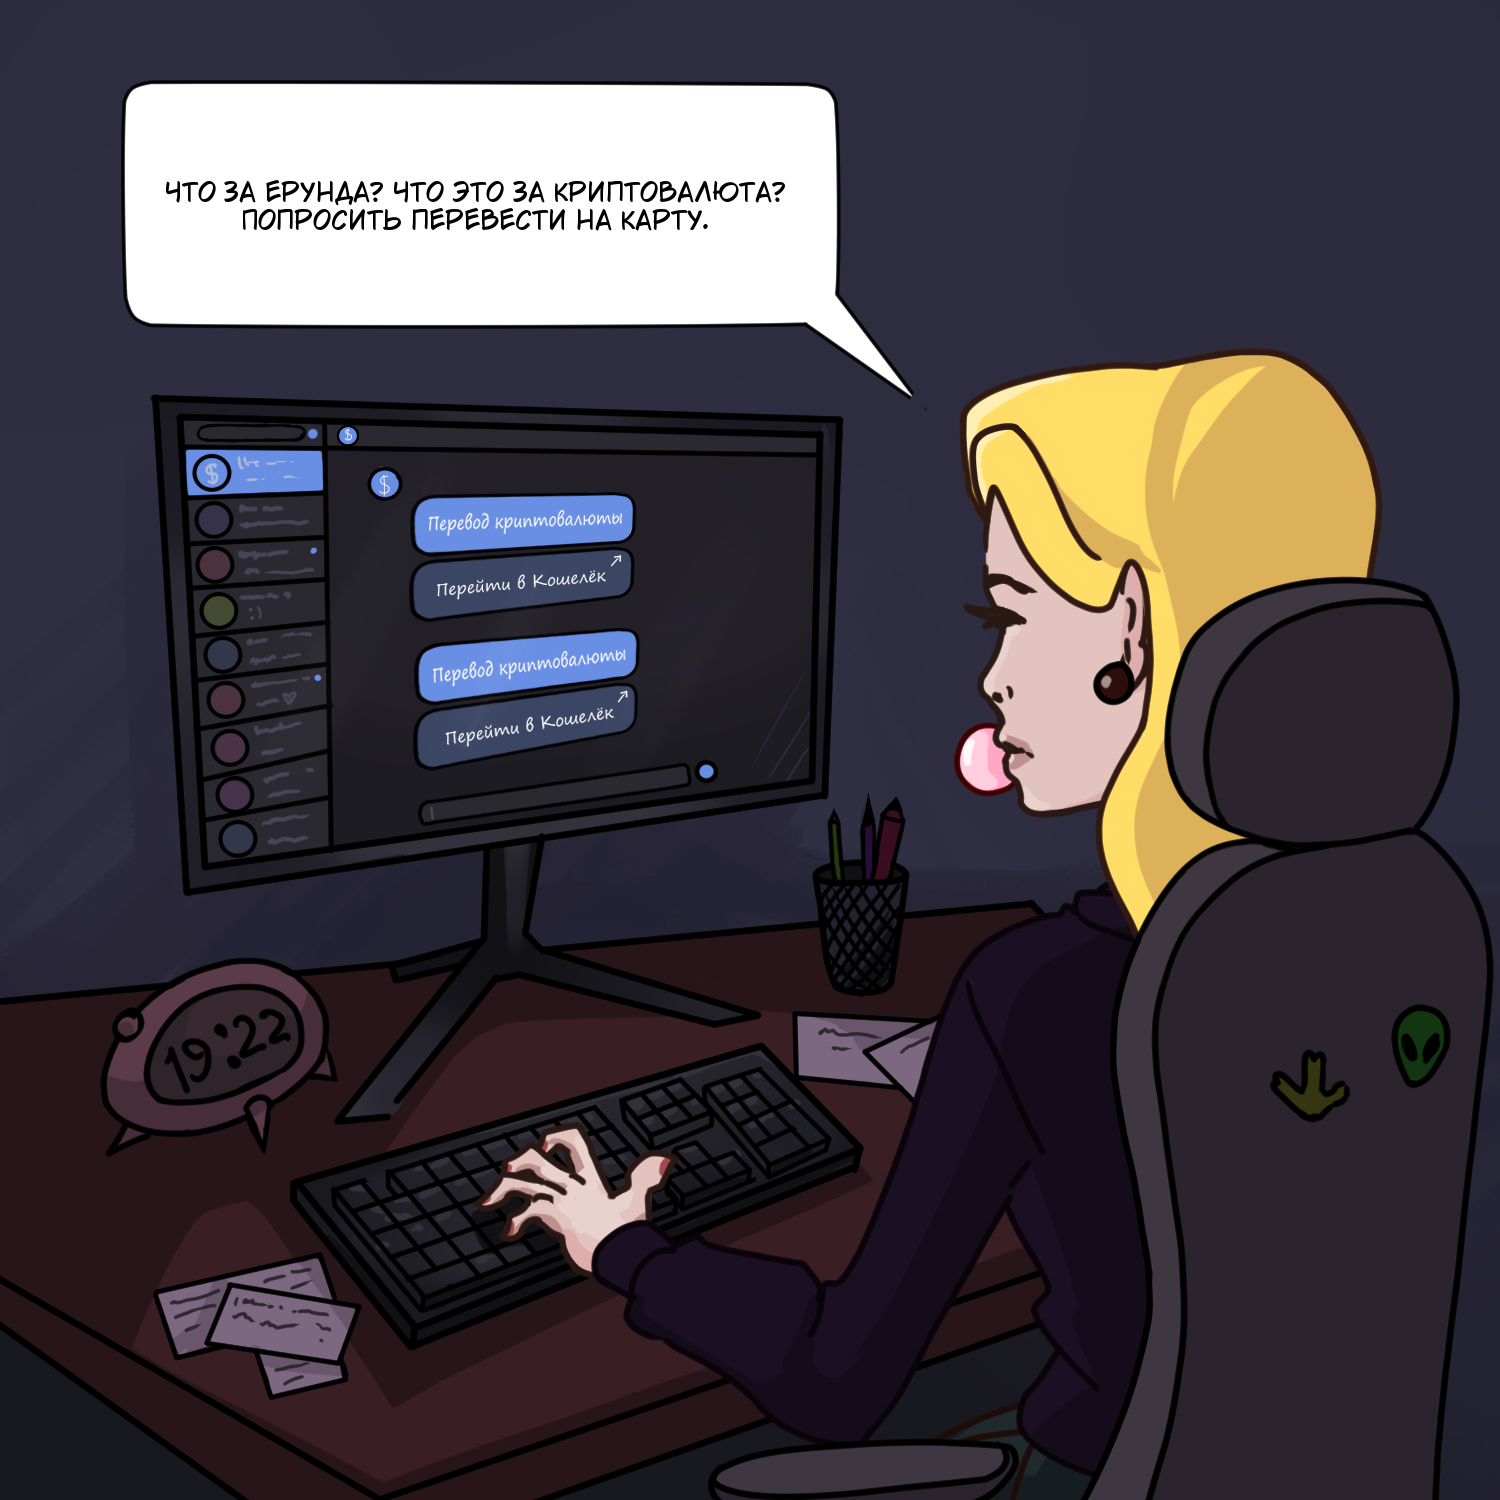 ЧТО ЗА ЕРУНДА? ЧТО ЭТО ЗА КРИПТОВАЛЮТА?
ПОПРОСИТЬ ПЕРЕВЕСТИ НА КАРТУ.
$
$
$
Перевод криптовалюты
Перейти в Кошелёк
:)
Перевод криптовалюты
Перейти в Кошелёк
19:22